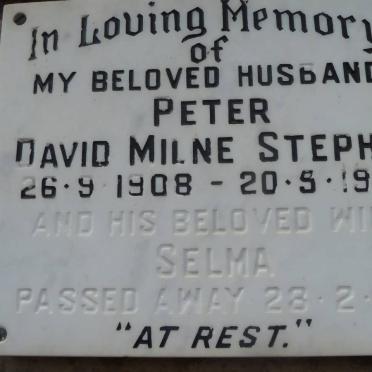 In Loving Memory
of
MY BELOVED HUSBAND
PETER
DAVID MILNE STEPH
26·9 1908 - 20·5·19
AND HIS BELOVED WI
SELMA
PASSED AWAY 28·2·
"AT REST."